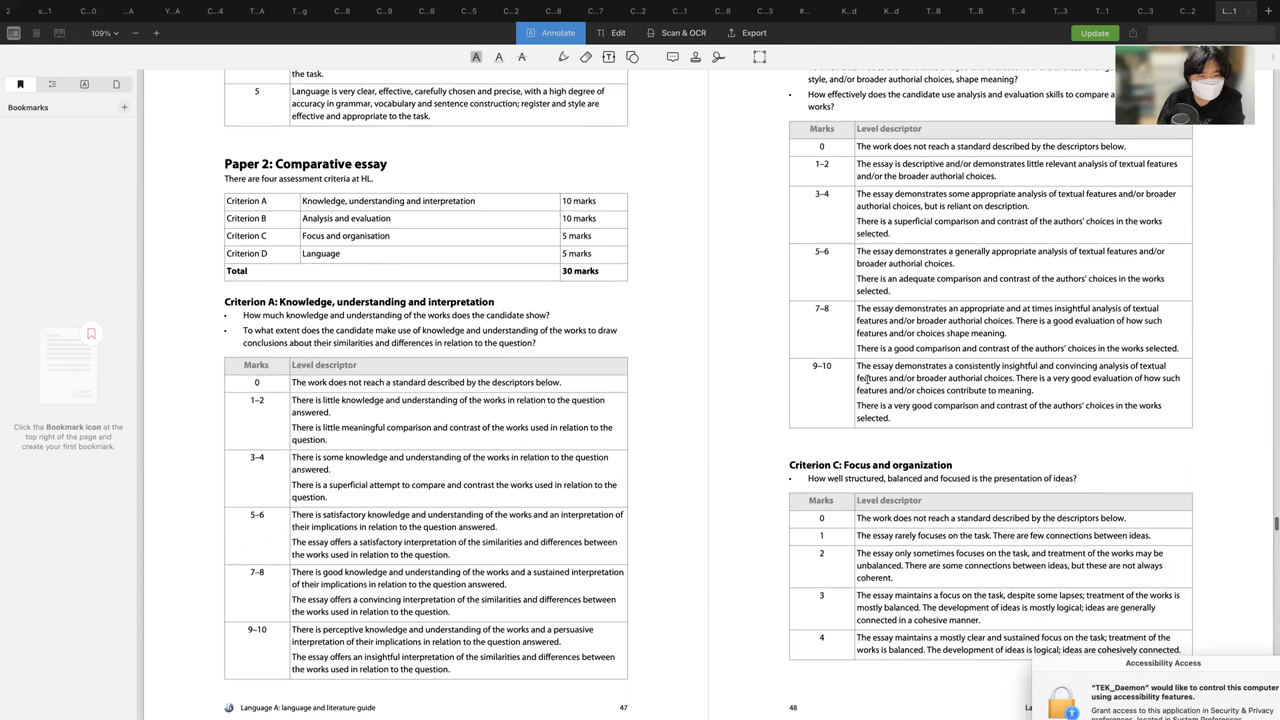 2
s...1
C...0
A...0
Y...A
O...4
T...s
...g
C...3
C...6
C...4
C...7
C...2
C...1
C...8
C...3
#...
K...d
K...d
B...1
T...B
T...4
T...3
C...3
C...2
L...1
109%
Annotate
Edit
Scan & OCR
Export
Update
Bookmarks
Click the Bookmark icon at the
top right of the page and
create your first bookmark.
the task.
5
Language is very clear, effective, carefully chosen and precise, with a high degree of
accuracy in grammar, vocabulary and sentence construction; register and style are
effective and appropriate to the task.
Paper 2: Comparative essay
There are four assessment criteria at HL.
Criterion A Knowledge, understanding and interpretation 10 marks
Criterion B Analysis and evaluation 10 marks
Criterion C Focus and organisation 5 marks
Criterion D Language 5 marks
Total 30 marks
Criterion A: Knowledge, understanding and interpretation
• How much knowledge and understanding of the works does the candidate show?
• To what extent does the candidate make use of knowledge and understanding of the works to draw
conclusions about their similarities and differences in relation to the question?
Marks Level descriptor
0 The work does not reach a standard described by the descriptors below.
1–2 There is little knowledge and understanding of the works in relation to the question
answered.
There is little meaningful comparison and contrast of the works used in relation to the
question.
3–4 There is some knowledge and understanding of the works in relation to the question
answered.
There is a superficial attempt to compare and contrast the works used in relation to the
question.
5–6 There is satisfactory knowledge and understanding of the works and an interpretation of
their implications in relation to the question answered.
The essay offers a satisfactory interpretation of the similarities and differences between
the works used in relation to the question.
7–8 There is good knowledge and understanding of the works and a sustained interpretation
of their implications in relation to the question answered.
The essay offers a convincing interpretation of the similarities and differences between
the works used in relation to the question.
9–10 There is perceptive knowledge and understanding of the works and a persuasive
interpretation of their implications in relation to the question answered.
The essay offers an insightful interpretation of the similarities and differences between
the works used in relation to the question.
Language A: language and literature guide 47
style, and/or broader authorial choices, shape meaning?
• How effectively does the candidate use analysis and evaluation skills to compare a
works?
Marks Level descriptor
0 The work does not reach a standard described by the descriptors below.
1–2 The essay is descriptive and/or demonstrates little relevant analysis of textual features
and/or the broader authorial choices.
3–4 The essay demonstrates some appropriate analysis of textual features and/or broader
authorial choices, but is reliant on description.
There is a superficial comparison and contrast of the authors' choices in the works
selected.
5–6 The essay demonstrates a generally appropriate analysis of textual features and/or
broader authorial choices.
There is an adequate comparison and contrast of the authors' choices in the works
selected.
7–8 The essay demonstrates an appropriate and at times insightful analysis of textual
features and/or broader authorial choices. There is a good evaluation of how such
features and/or choices shape meaning.
There is a good comparison and contrast of the authors' choices in the works selected.
9–10 The essay demonstrates a consistently insightful and convincing analysis of textual
features and/or broader authorial choices. There is a very good evaluation of how such
features and/or choices contribute to meaning.
There is a very good comparison and contrast of the authors' choices in the works
selected.
Criterion C: Focus and organization
• How well structured, balanced and focused is the presentation of ideas?
Marks Level descriptor
0 The work does not reach a standard described by the descriptors below.
1 The essay rarely focuses on the task. There are few connections between ideas.
2 The essay only sometimes focuses on the task, and treatment of the works may be
unbalanced. There are some connections between ideas, but these are not always
coherent.
3 The essay maintains a focus on the task, despite some lapses; treatment of the works is
mostly balanced. The development of ideas is mostly logical; ideas are generally
connected in a cohesive manner.
4 The essay maintains a mostly clear and sustained focus on the task; treatment of the
works is balanced. The development of ideas is logical; ideas are cohesively connected.
48
Accessibility Access
"TEK_Daemon" would like to control this computer
using accessibility features.
Grant access to this application in Security & Privacy
preferences, located in System Preferences.